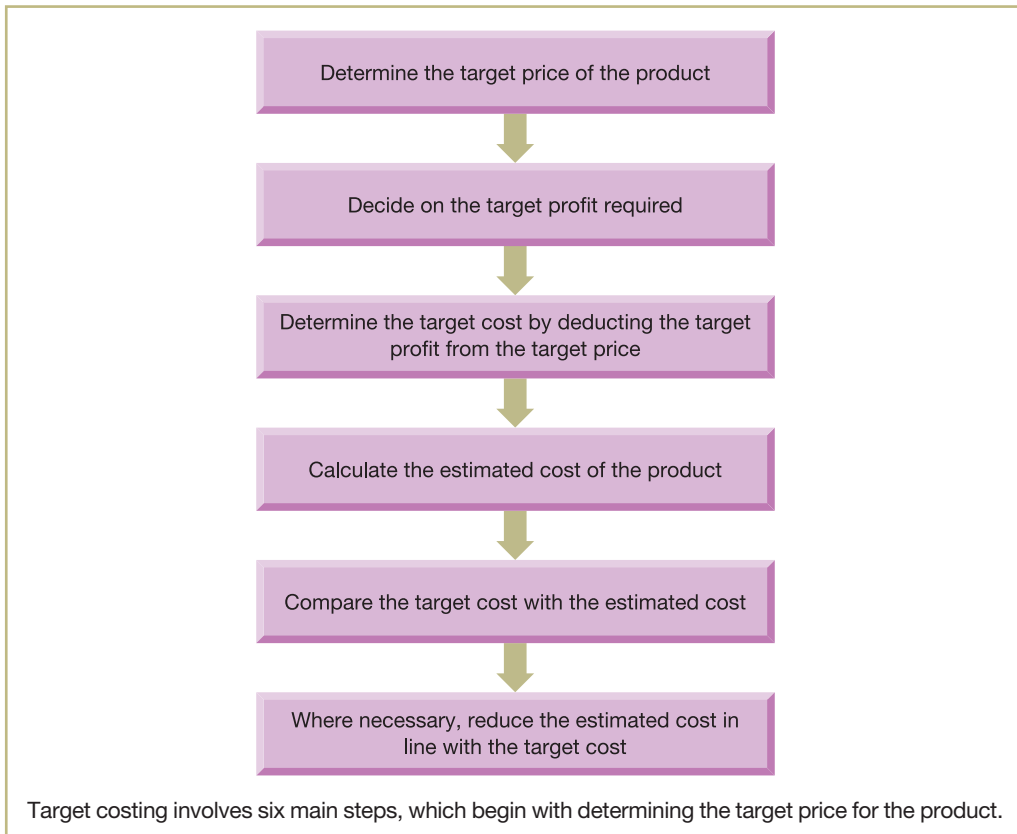 Determine the target price of the product
Decide on the target profit required
Determine the target cost by deducting the target
profit from the target price
Calculate the estimated cost of the product
Compare the target cost with the estimated cost
Where necessary, reduce the estimated cost in
line with the target cost
Target costing involves six main steps, which begin with determining the target price for the product.